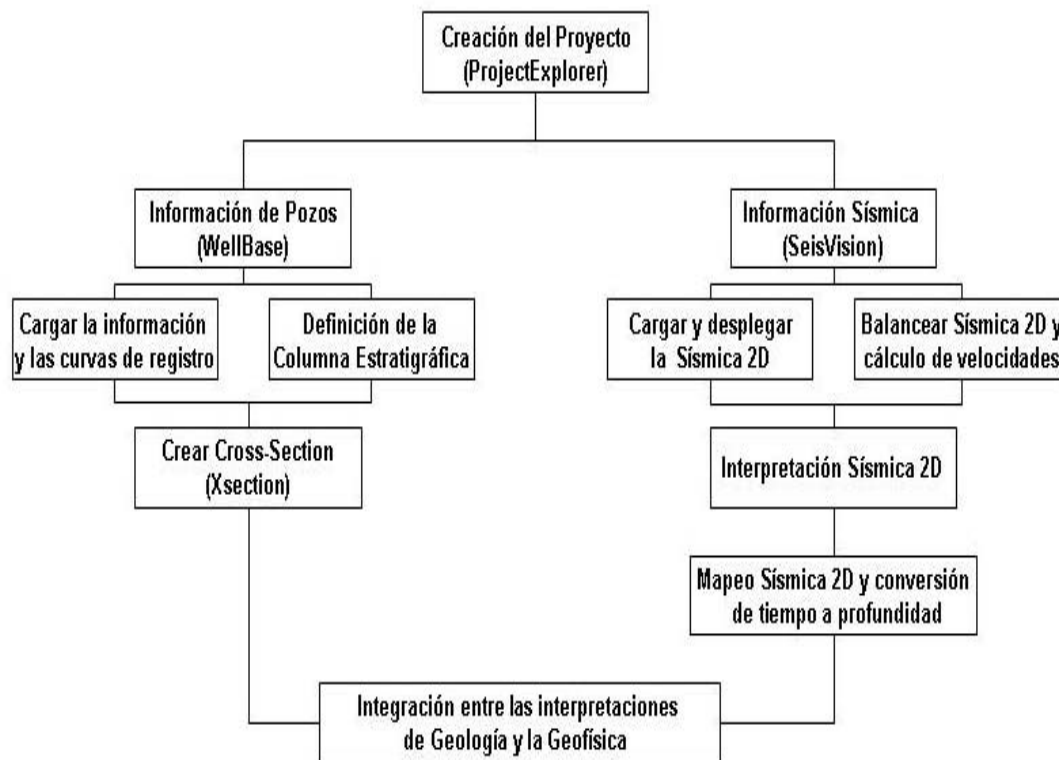 Creación del Proyecto
(ProjectExplorer)
Información de Pozos
(WellBase)
Información Sísmica
(SeisVision)
Cargar la información
y las curvas de registro
Definición de la
Columna Estratigráfica
Cargar y desplegar
la Sísmica 2D
Balancear Sísmica 2D y
cálculo de velocidades
Crear Cross-Section
(Xsection)
Interpretación Sísmica 2D
Mapeo Sísmica 2D y conversión
de tiempo a profundidad
Integración entre las interpretaciones
de Geología y la Geofísica